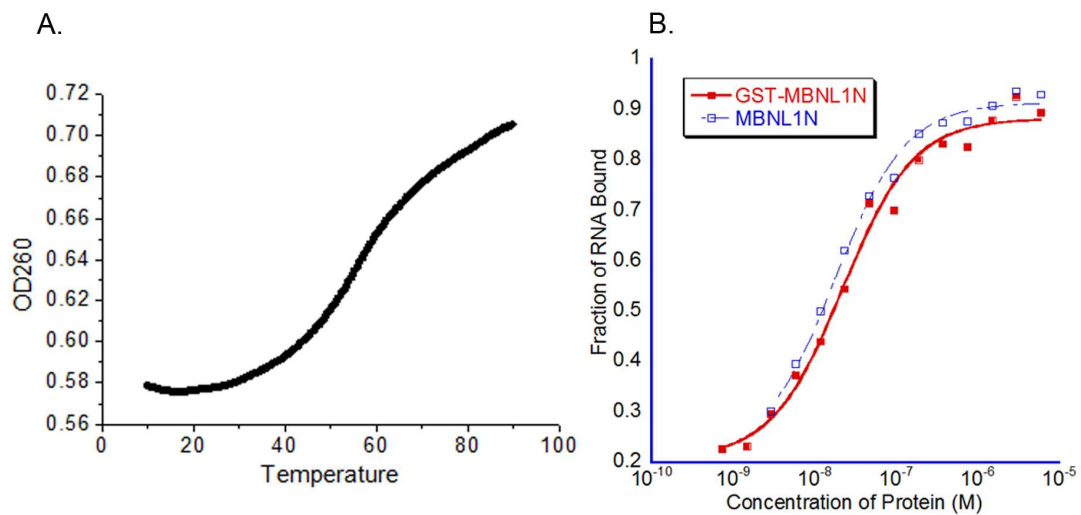 A.
B.
0.72
0.70
0.68
0.66
0.64
0.62
0.60
0.58
0.56
OD260
0 20 40 60 80 100
Temperature
1
0.9
0.8
0.7
0.6
0.5
0.4
0.3
0.2
Fraction of RNA Bound
GST-MBNL1N
MBNL1N
10-10 10-9 10-8 10-7 10-6 10-5
Concentration of Protein (M)